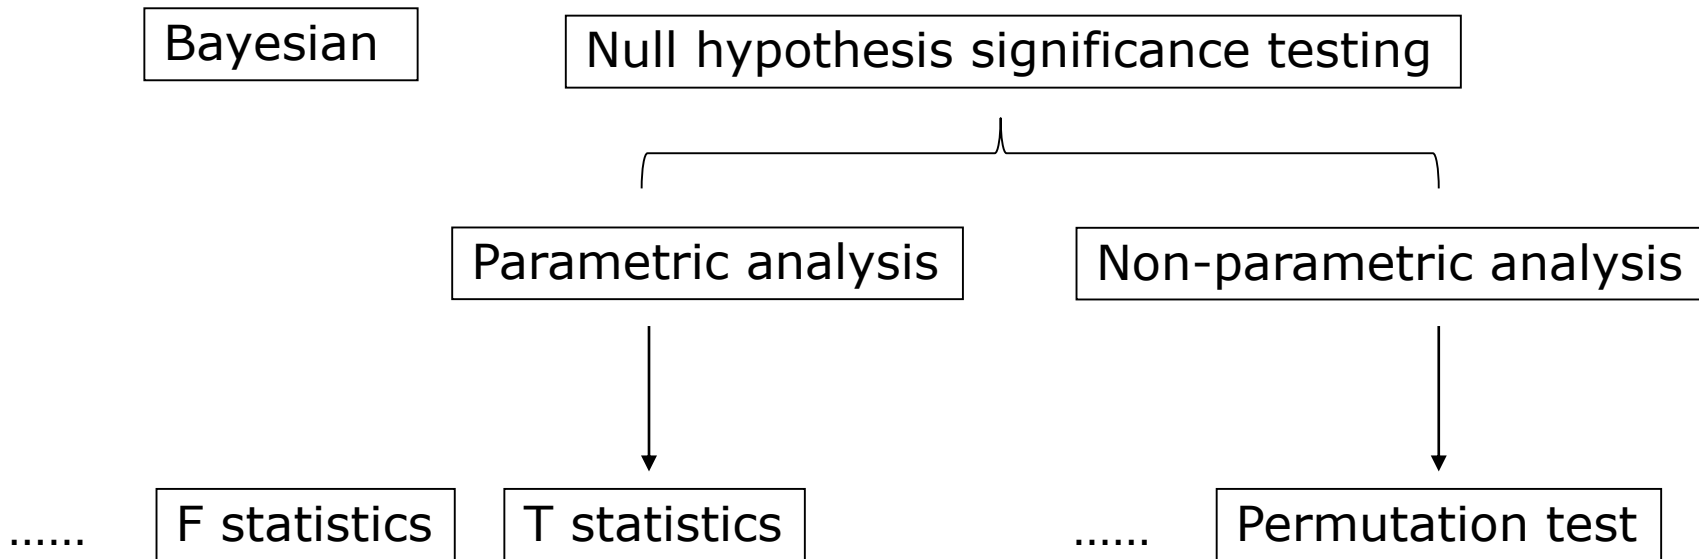 Bayesian
Null hypothesis significance testing
Parametric analysis
Non-parametric analysis
......
F statistics
T statistics
......
Permutation test